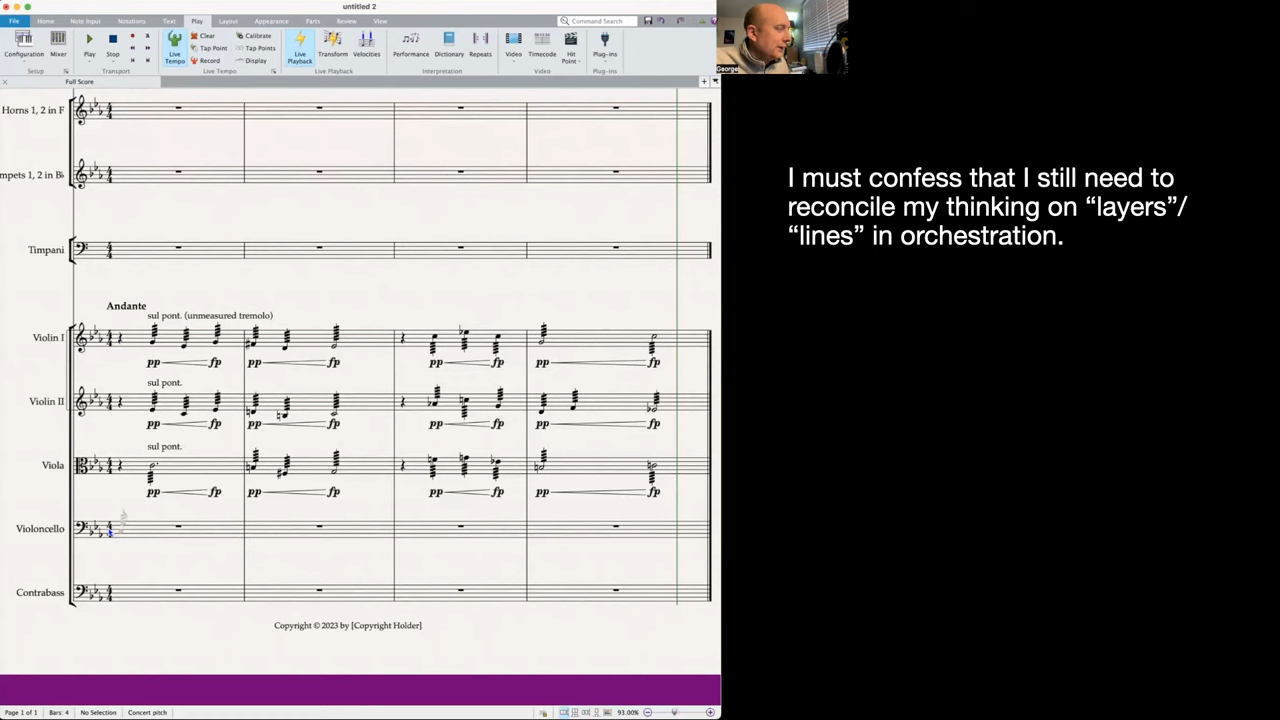 untitled 2
File Home Note Input Notations Text Play Layout Appearance Parts Review View Command Search
Configuration Mixer Play Stop Live Tempo Clear Tap Point Record Calibrate Tap Points Display Live Playback Transform Velocities Performance Dictionary Repeats Video Timecode Hit Point Plug-ins
Setup Transport Live Tempo Live Playback Interpretation Video Plug-ins
George
Full Score
Horns 1, 2 in F
mpets 1, 2 in B♭
Timpani
Andante
sul pont. (unmeasured tremolo)
Violin I
pp fp pp fp pp fp pp fp
sul pont.
Violin II
pp fp pp fp pp fp pp fp
sul pont.
Viola
pp fp pp fp pp fp pp fp
Violoncello
Contrabass
Copyright © 2023 by [Copyright Holder]
Page 1 of 1 Bars: 4 No Selection Concert pitch 93.00%
I must confess that I still need to
reconcile my thinking on “layers”/
“lines” in orchestration.